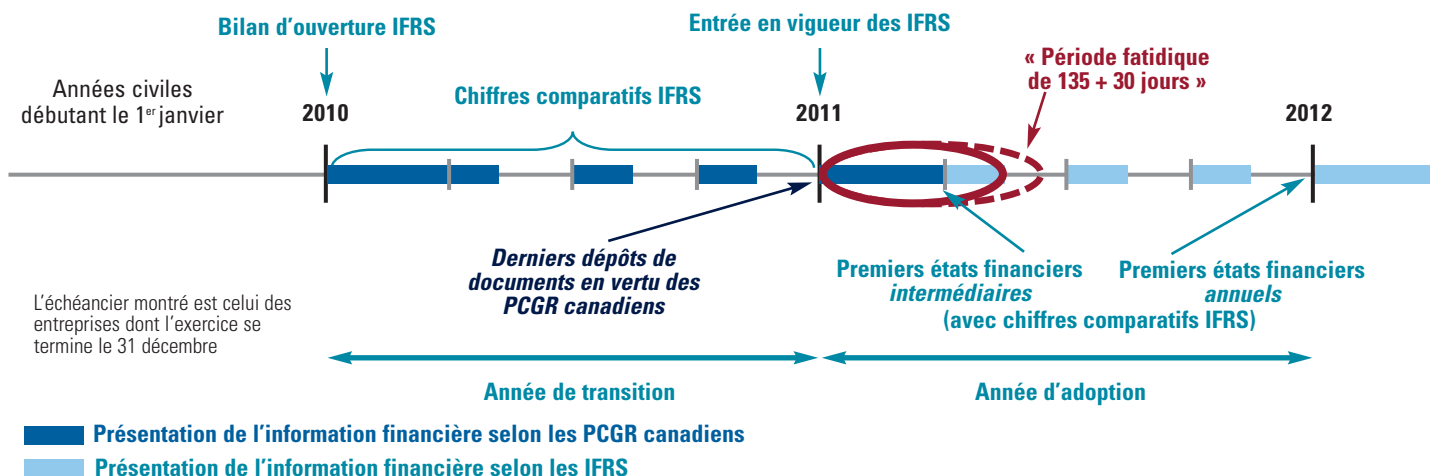 Bilan d’ouverture IFRS
Entrée en vigueur des IFRS
« Période fatidique
de 135 + 30 jours »
Années civiles
débutant le 1er janvier
Chiffres comparatifs IFRS
2010
2011
2012
Derniers dépôts de
documents en vertu des
PCGR canadiens
Premiers états financiers
intermédiaires
Premiers états financiers
annuels
(avec chiffres comparatifs IFRS)
L’échéancier montré est celui des
entreprises dont l’exercice se
termine le 31 décembre
Année de transition
Année d’adoption
Présentation de l’information financière selon les PCGR canadiens
Présentation de l’information financière selon les IFRS